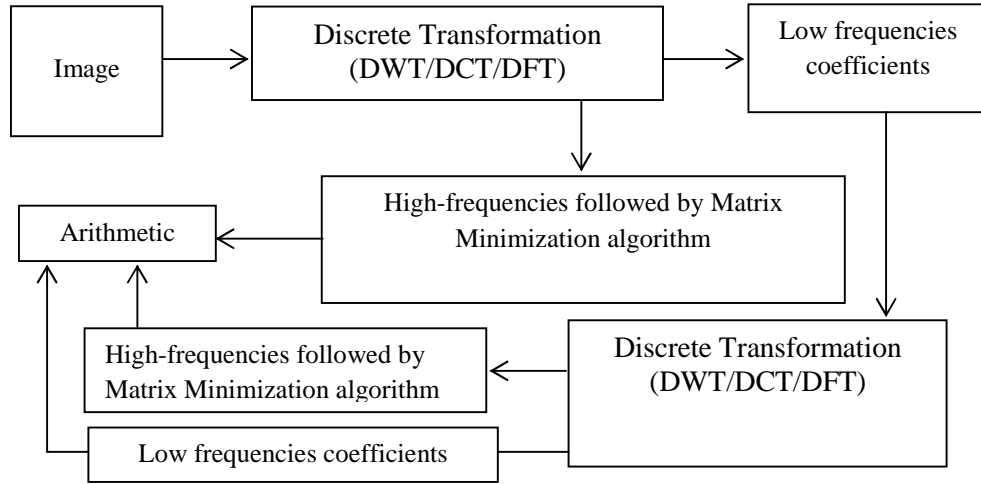 Image
Discrete Transformation
(DWT/DCT/DFT)
Low frequencies
coefficients
High-frequencies followed by Matrix
Minimization algorithm
Arithmetic
High-frequencies followed by
Matrix Minimization algorithm
Discrete Transformation
(DWT/DCT/DFT)
Low frequencies coefficients